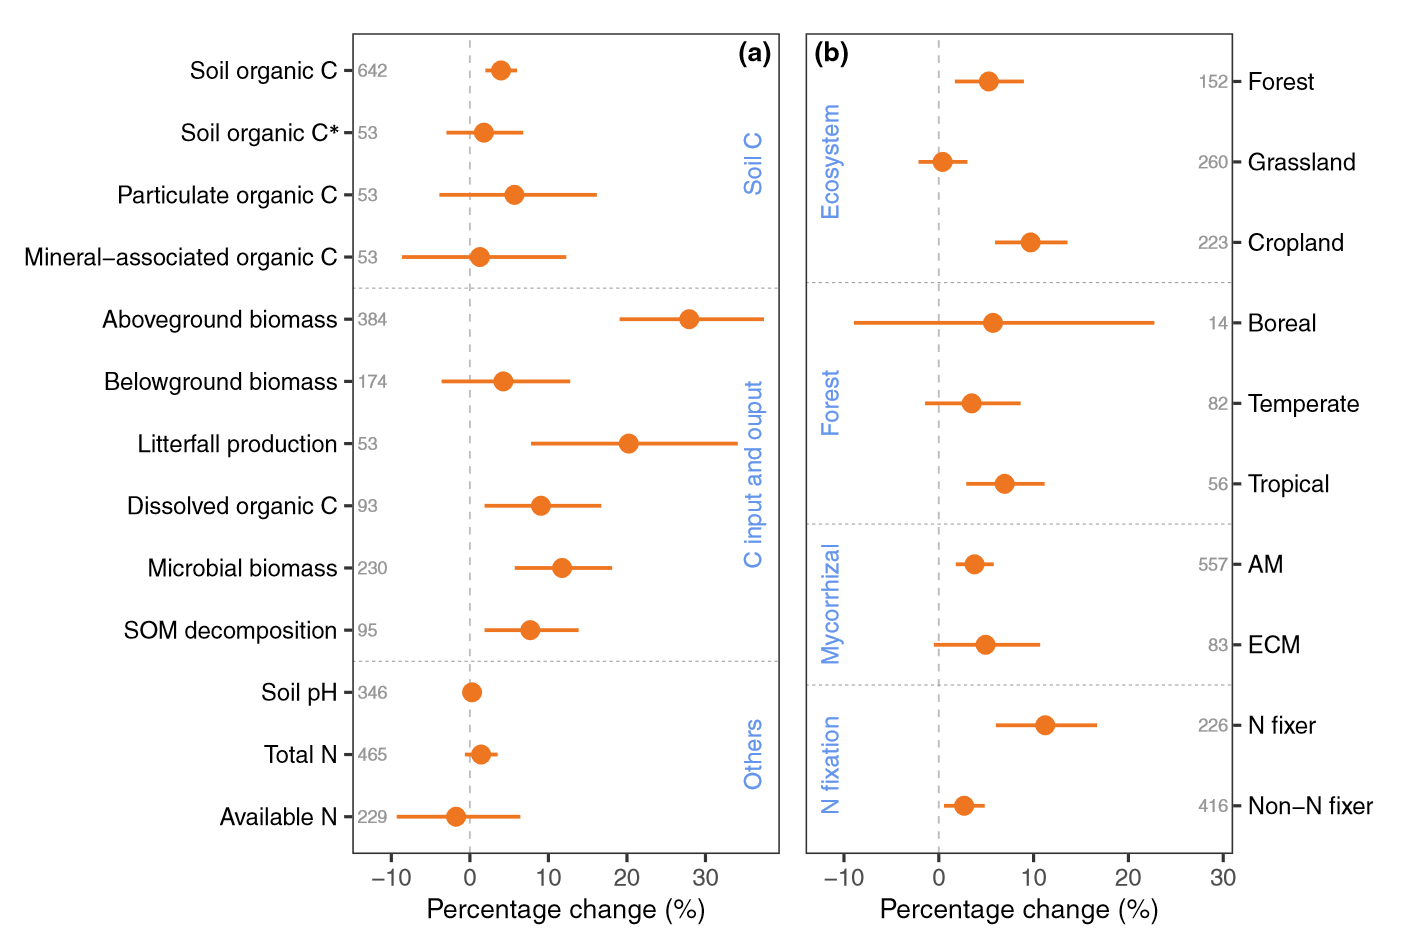 (a)
Soil organic C 642
Soil organic C* 53
Particulate organic C 53
Mineral–associated organic C 53
Soil C
Aboveground biomass 384
Belowground biomass 174
Litterfall production 53
Dissolved organic C 93
Microbial biomass 230
SOM decomposition 95
C input and ouput
Soil pH 346
Total N 465
Available N 229
Others
−10 0 10 20 30
Percentage change (%)
(b)
Ecosystem
152 Forest
260 Grassland
223 Cropland
Forest
14 Boreal
82 Temperate
56 Tropical
Mycorrhizal
557 AM
83 ECM
N fixation
226 N fixer
416 Non−N fixer
−10 0 10 20 30
Percentage change (%)